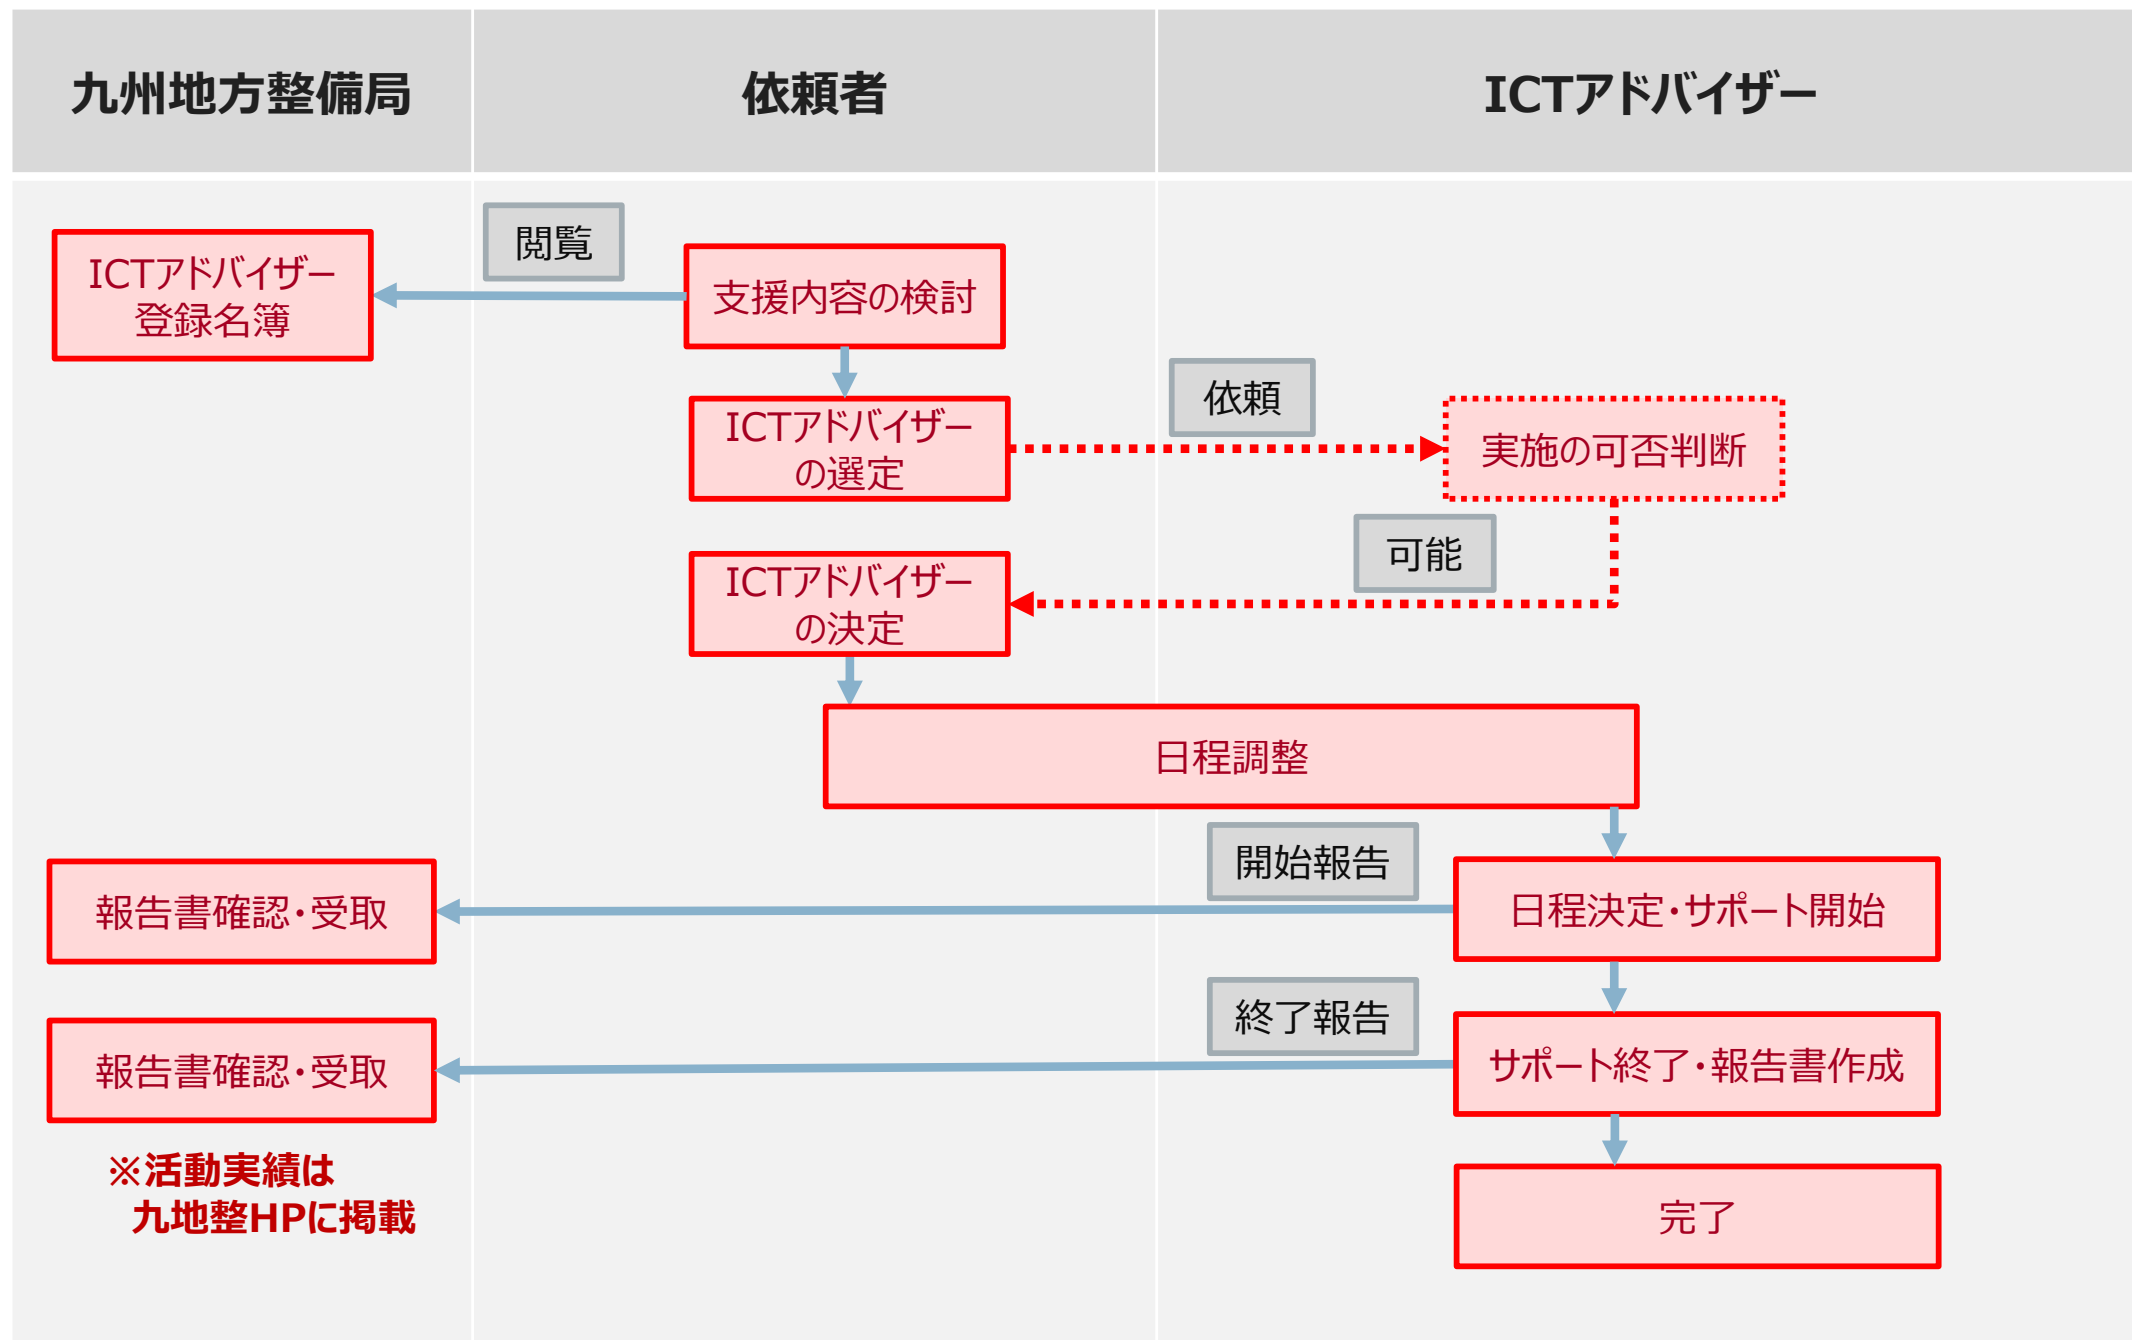 九州地方整備局
依頼者
ICTアドバイザー
閲覧
ICTアドバイザー
登録名簿
支援内容の検討
依頼
ICTアドバイザー
の選定
実施の可否判断
可能
ICTアドバイザー
の決定
日程調整
開始報告
報告書確認・受取
日程決定・サポート開始
終了報告
報告書確認・受取
サポート終了・報告書作成
※活動実績は
九地整HPに掲載
完了